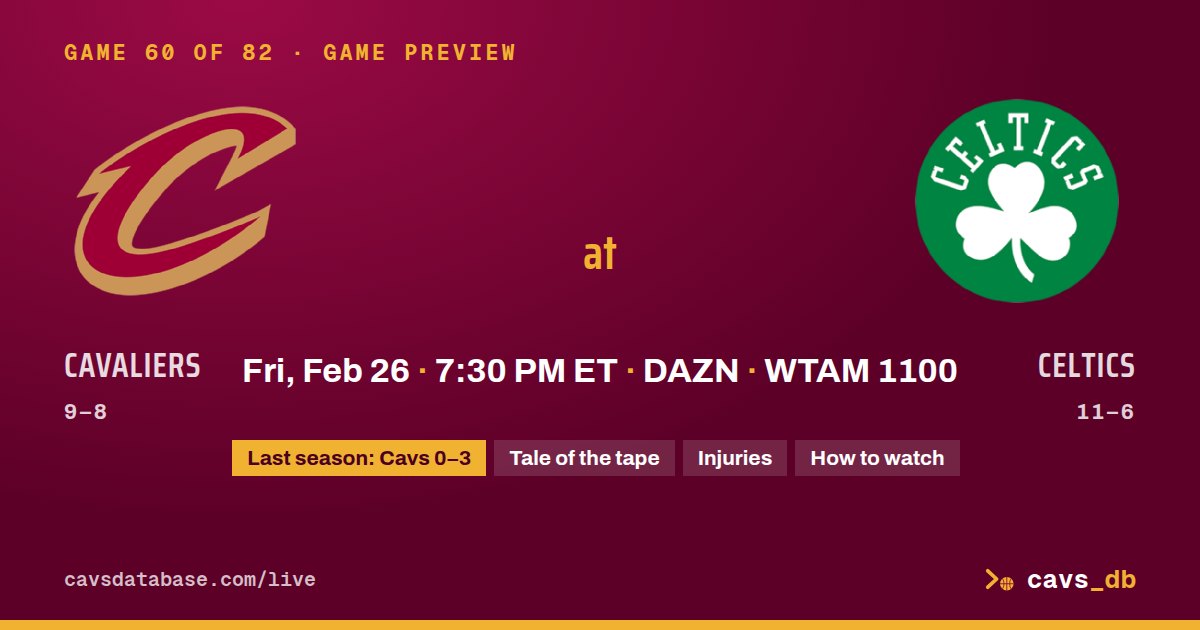 GAME 60 OF 82 · GAME PREVIEW
C
CELTICS
at
CAVALIERS
Fri, Feb 26 · 7:30 PM ET · DAZN · WTAM 1100
CELTICS
9–8
11–6
Last season: Cavs 0–3
Tale of the tape
Injuries
How to watch
cavsdatabase.com/live
cavs_db